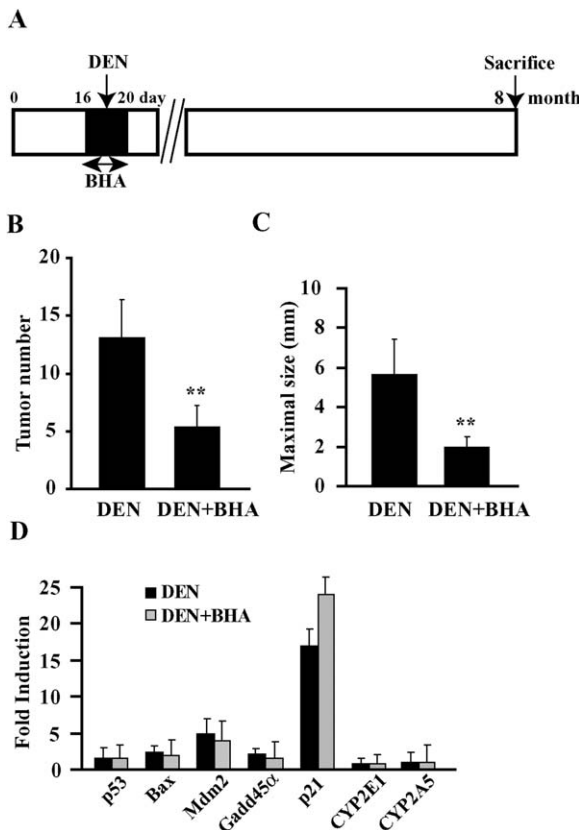 A
DEN
Sacrifice
0 16 20 day 8 month
BHA
B
C
15
10
5
0
Tumor number
**
DEN DEN+BHA
10
8
6
4
2
0
Maximal size (mm)
**
DEN DEN+BHA
D
25
20
15
10
5
0
Fold Induction
DEN
DEN+BHA
p53
Bax
Mdm2
Gadd45α
p21
CYP2E1
CYP2A5